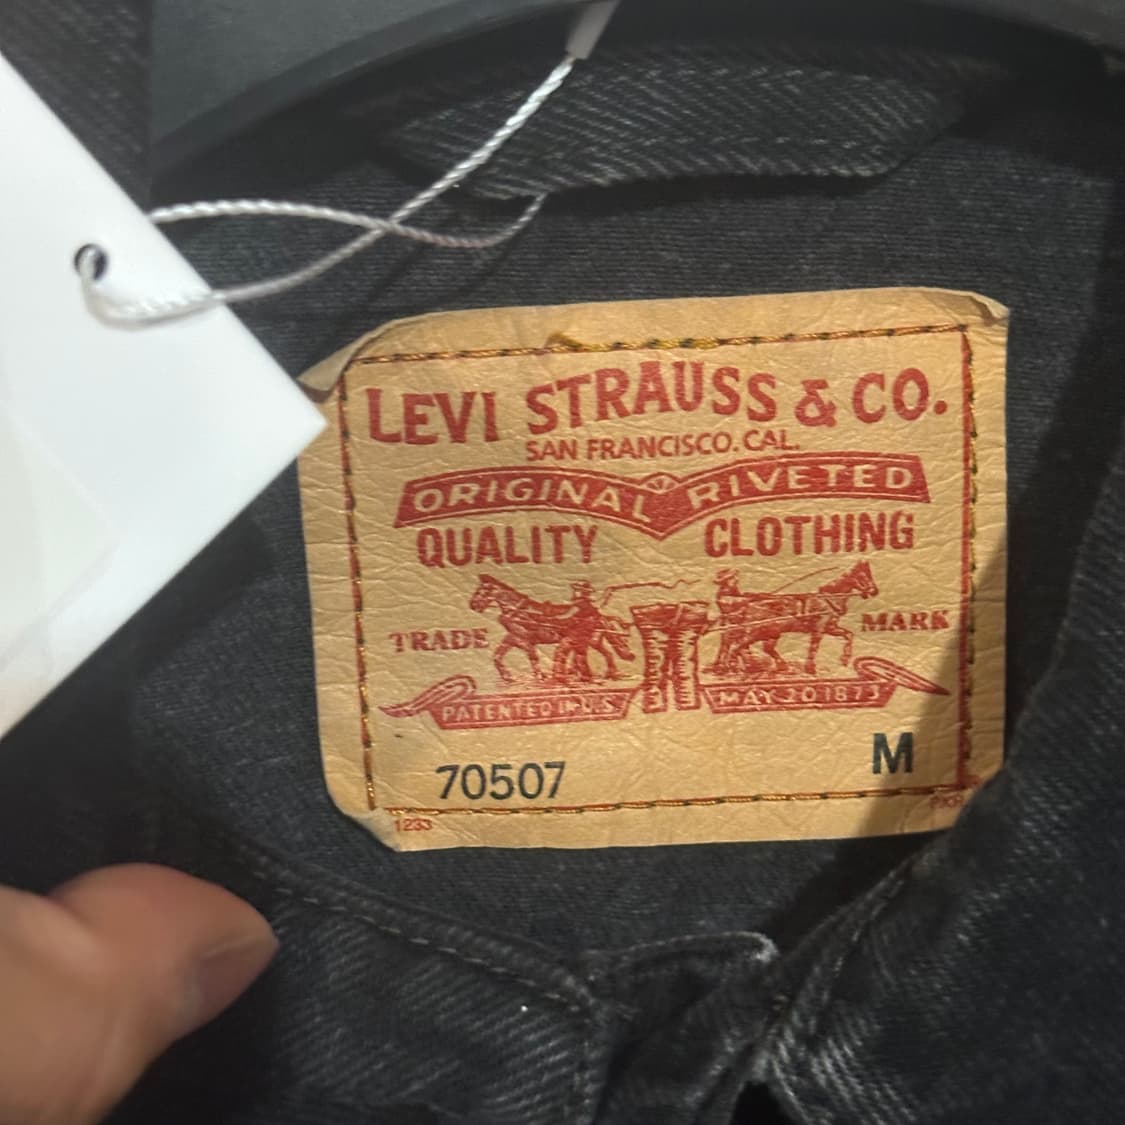 LEVI STRAUSS & CO.
SAN FRANCISCO. CAL.
ORIGINAL RIVETED
QUALITY CLOTHING
TRADE MARK
PATENTED IN U.S. MAY 20 1873
70507 M
1233